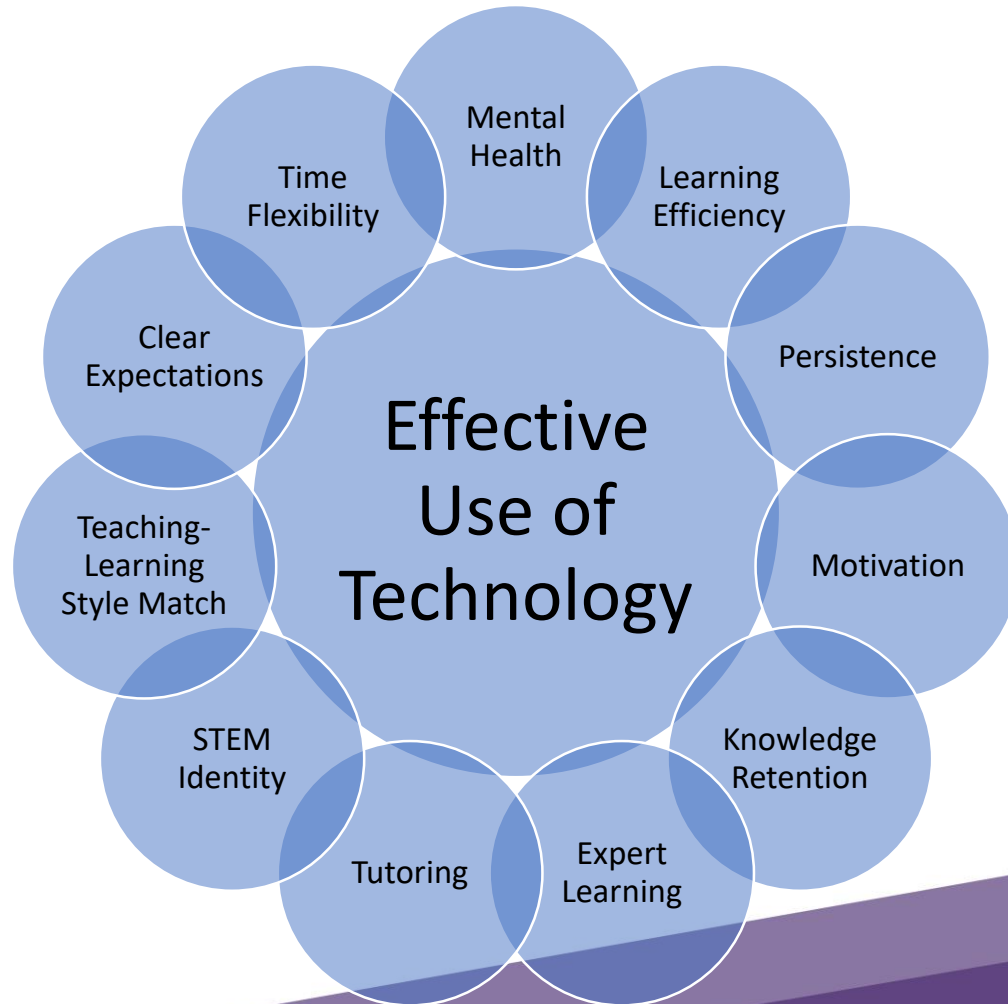 Mental
Health
Learning
Efficiency
Persistence
Motivation
Knowledge
Retention
Expert
Learning
Tutoring
STEM
Identity
Teaching-
Learning
Style Match
Clear
Expectations
Time
Flexibility
Effective
Use of
Technology